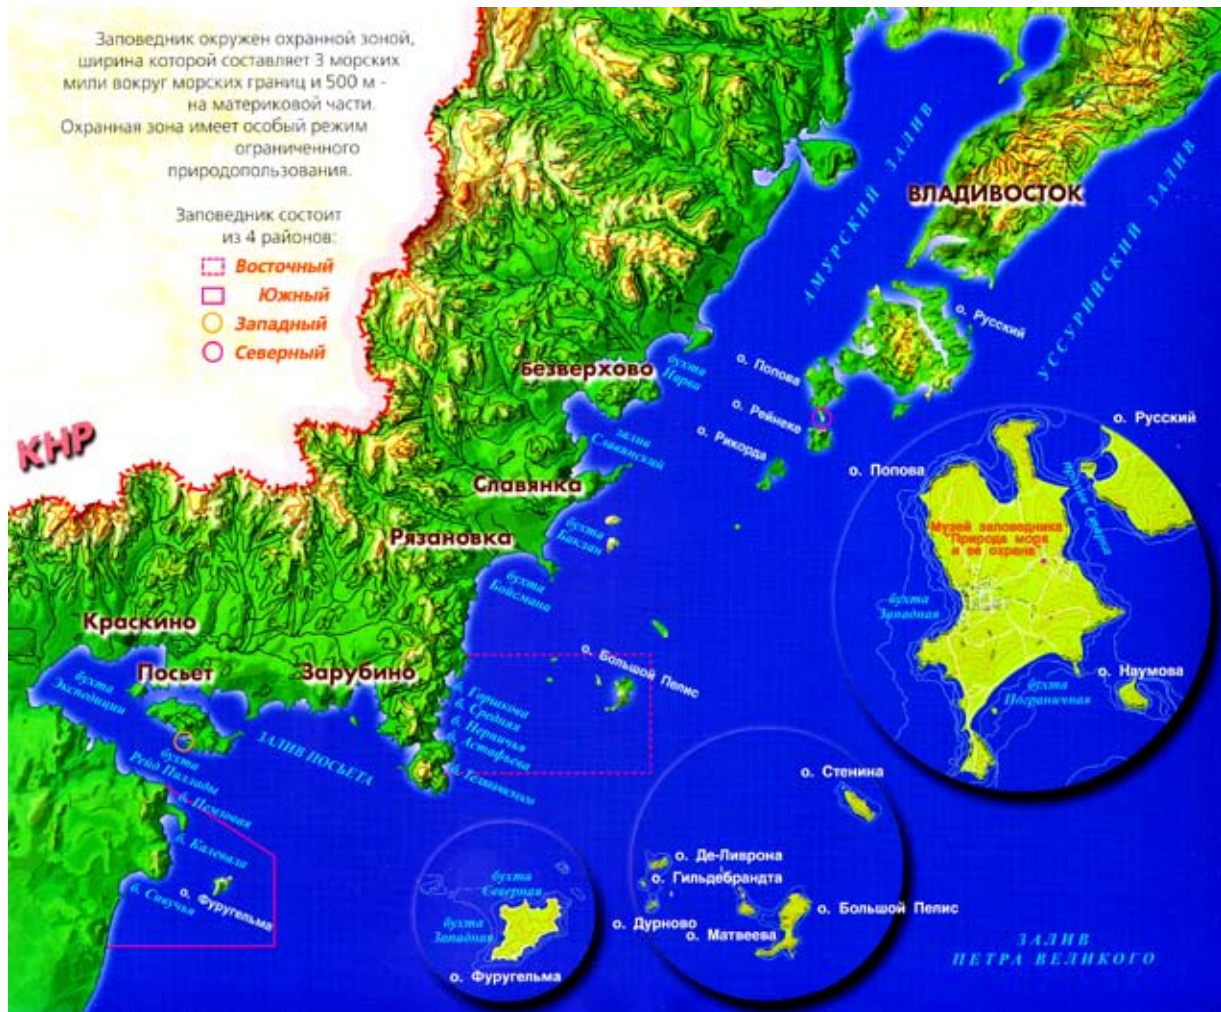 Заповедник окружен охранной зоной,
ширина которой составляет 3 морских
мили вокруг морских границ и 500 м -
на материковой части.
Охранная зона имеет особый режим
ограниченного
природопользования.
Заповедник состоит
из 4 районов:
Восточный
Южный
Западный
Северный
КНР
АМУРСКИЙ ЗАЛИВ
УССУРИЙСКИЙ ЗАЛИВ
ВЛАДИВОСТОК
о. Русский
о. Попова
о. Рейнеке
о. Рикорда
Безверхово
бухта
Нарва
залив
Славянский
Славянка
Рязановка
бухта
Баклан
бухта
Бойсмана
Краскино
Посьет
Зарубино
бухта
Экспедиции
о. Большой Пелис
б. Горшкова
б. Средняя
б. Нерпичья
б. Астафьева
б. Теляковского
ЗАЛИВ ПОСЬЕТА
бухта
Рейд Паллады
б. Пемзовая
б. Калевала
б. Сивучья
о. Фуругельма
о. Русский
о. Попова
Музей заповедника
"Природа моря
и ее охрана"
бухта
Западная
о. Наумова
бухта
Пограничная
о. Стенина
о. Де-Ливрона
о. Гильдебрандта
о. Дурново
о. Матвеева
о. Большой Пелис
бухта
Северная
бухта
Западная
о. Фуругельма
ЗАЛИВ
ПЕТРА ВЕЛИКОГО